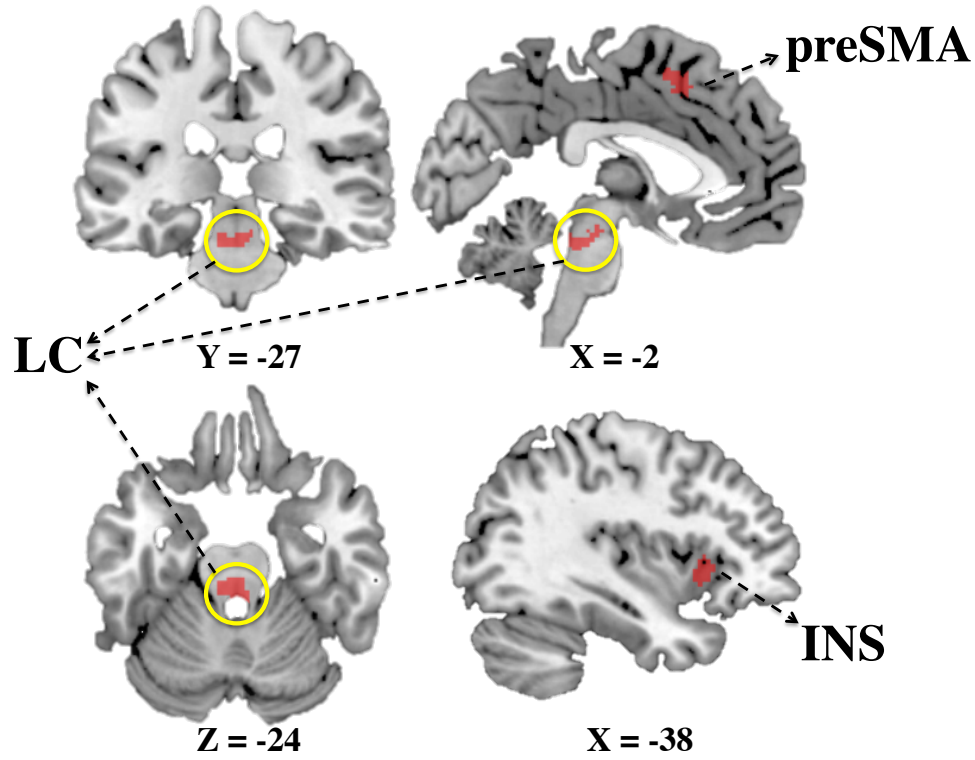 preSMA
LC
Y = -27
X = -2
INS
Z = -24
X = -38